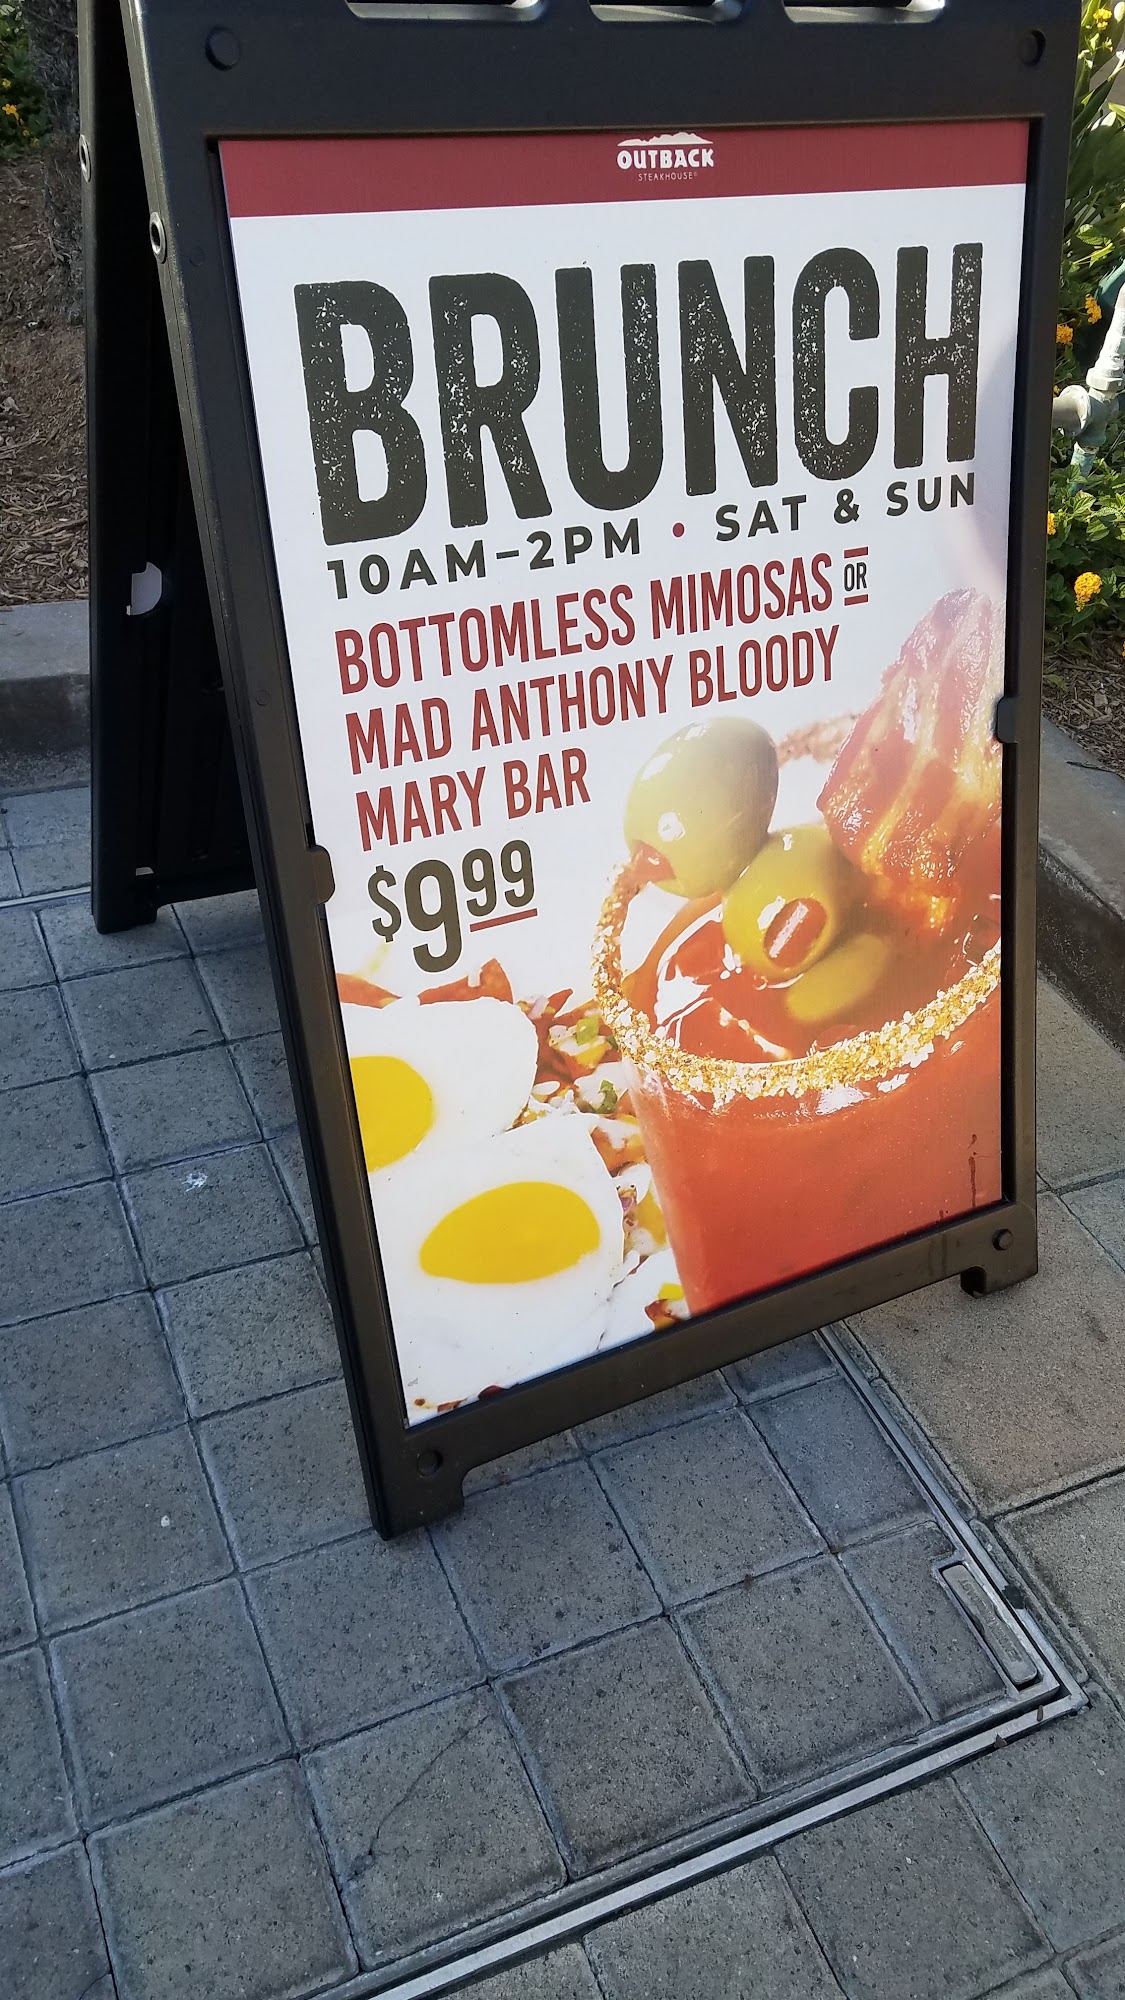 OUTBACK
STEAKHOUSE®
BRUNCH
10AM–2PM • SAT & SUN
BOTTOMLESS MIMOSAS OR
MAD ANTHONY BLOODY
MARY BAR
$9.99